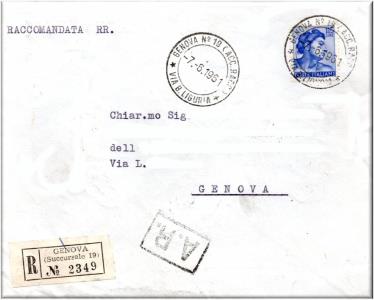 RACCOMANDATA RR.
GENOVA Nº 19 (ACC. RACC.)
-7.-6.1961
VIA B. LIGURIA
POSTE ITALIANE
Chiar.mo Sig.
dell
Via L.
GENOVA
A.R.
GENOVA
(Succursale 19)
R № 2349